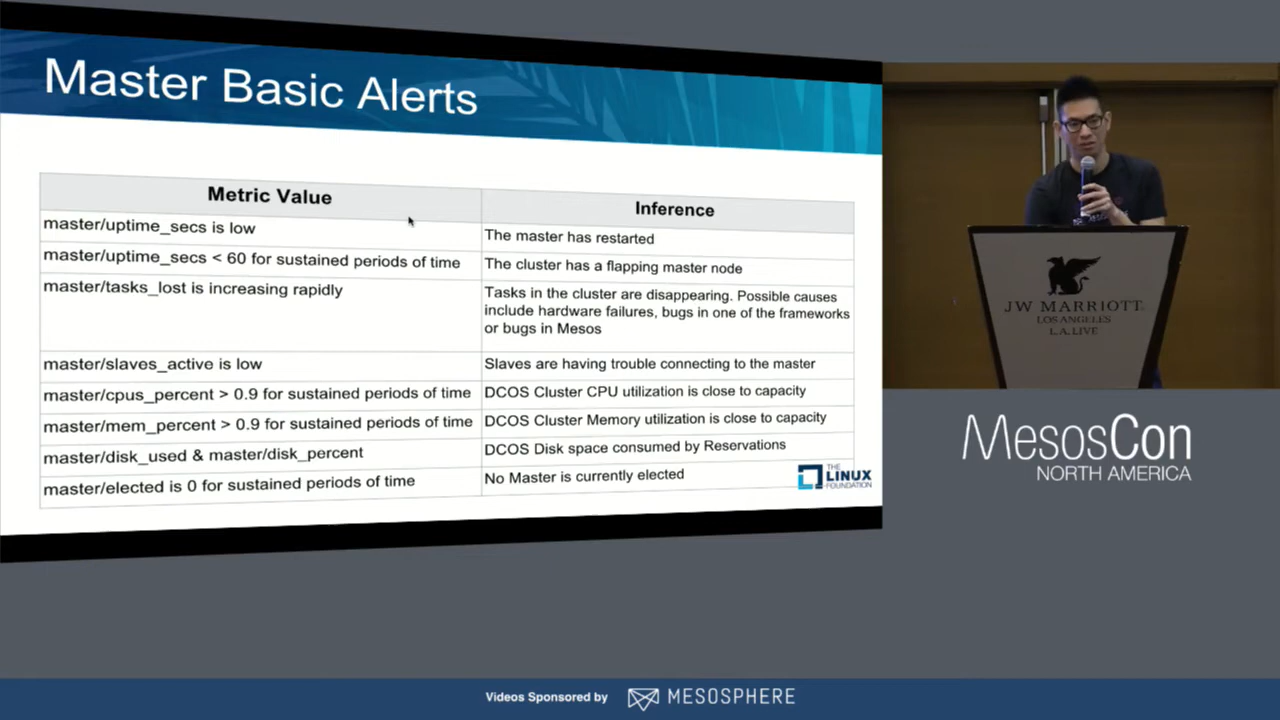 Master Basic Alerts
Metric Value
Inference
master/uptime_secs is low
The master has restarted
master/uptime_secs < 60 for sustained periods of time
The cluster has a flapping master node
master/tasks_lost is increasing rapidly
Tasks in the cluster are disappearing. Possible causes
include hardware failures, bugs in one of the frameworks
or bugs in Mesos
master/slaves_active is low
Slaves are having trouble connecting to the master
master/cpus_percent > 0.9 for sustained periods of time
DCOS Cluster CPU utilization is close to capacity
master/mem_percent > 0.9 for sustained periods of time
DCOS Cluster Memory utilization is close to capacity
master/disk_used & master/disk_percent
DCOS Disk space consumed by Reservations
master/elected is 0 for sustained periods of time
No Master is currently elected
THE
LINUX
FOUNDATION
JW MARRIOTT
LOS ANGELES
L.A. LIVE
MesosCon
NORTH AMERICA
Videos Sponsored by
MESOSPHERE